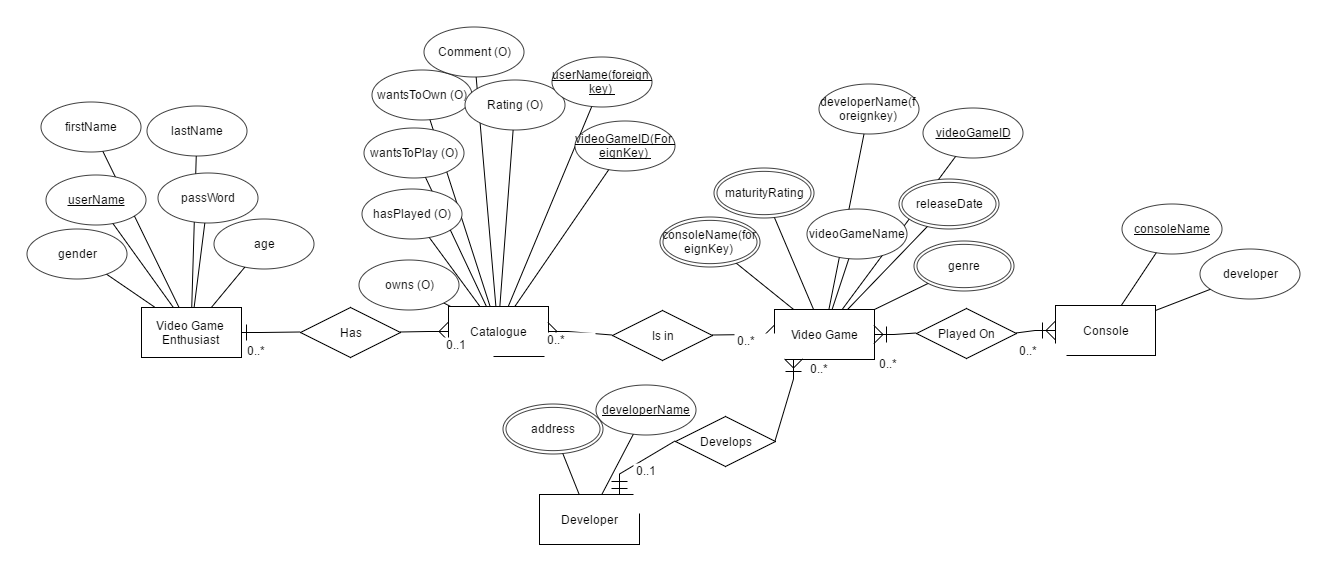 Comment (O)
userName(foreign
key)
wantsToOwn (O)
Rating (O)
developerName(f
oreignkey)
firstName
lastName
videoGameID
videoGameID(For
eignKey)
wantsToPlay (O)
userName
passWord
maturityRating
releaseDate
hasPlayed (O)
consoleName(for
eignKey)
videoGameName
consoleName
gender
age
genre
developer
owns (O)
Video Game
Enthusiast
Has
Catalogue
Is in
Video Game
Played On
Console
0..*
0..1
0..*
0..*
0..*
0..*
0..*
address
developerName
Develops
0..1
Developer